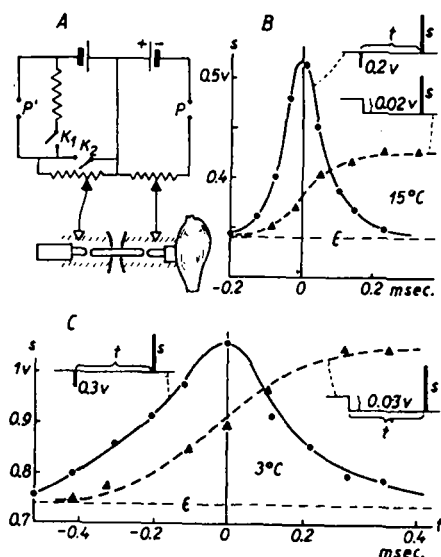 A
+ -
P'
K₁
K₂
P
B
s
t
s
0.2v
0.5v
s
0.02v
0.4
15°C
ε
-0.2
0
0.2
msec.
C
s
t
s
1v
0.3v
s
0.03v
t
0.9
0.8
3°C
ε
0.7
-0.4
-0.2
0
0.2
0.4
t
msec.